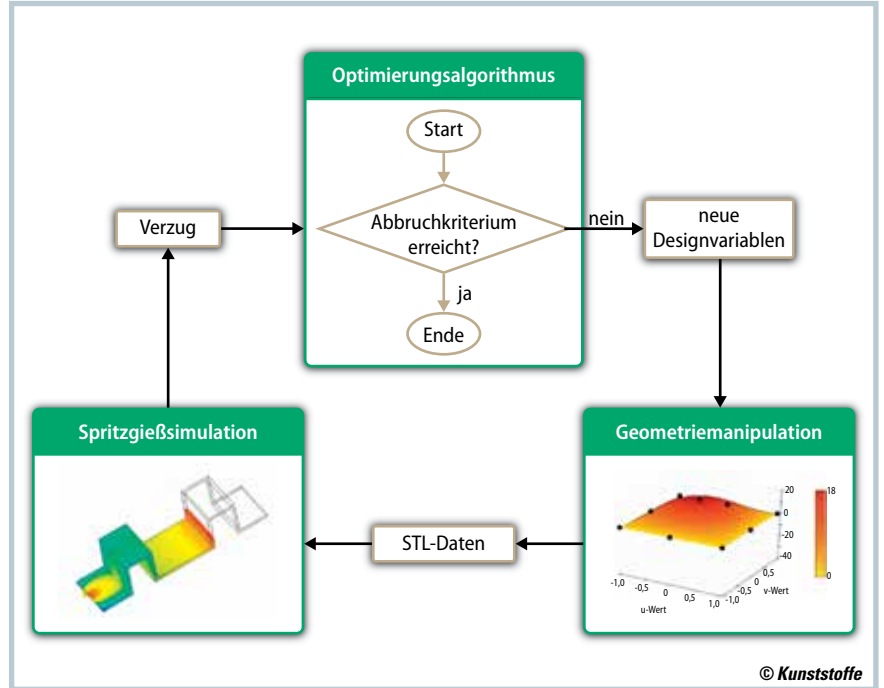 Optimierungsalgorithmus
Start
Abbruchkriterium
erreicht?
nein
ja
Ende
neue
Designvariablen
Verzug
Spritzgießsimulation
STL-Daten
Geometriemanipulation
18
0
20
0
-20
-40
-1,0
-0,5
0
0,5
1,0
u-Wert
-1,0
-0,5
0
0,5
v-Wert
© Kunststoffe